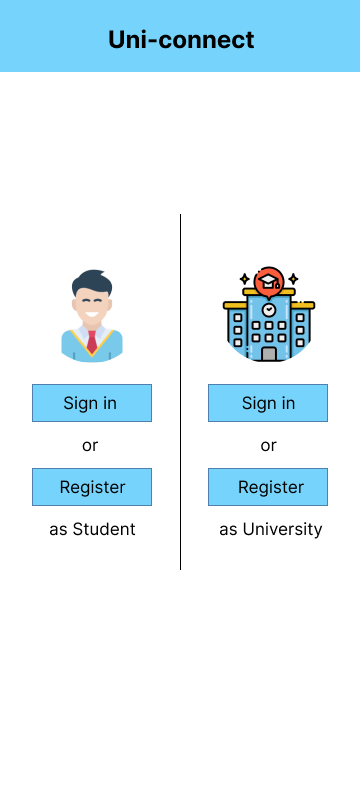 Uni-connect
Sign in
or
Register
as Student
Sign in
or
Register
as University